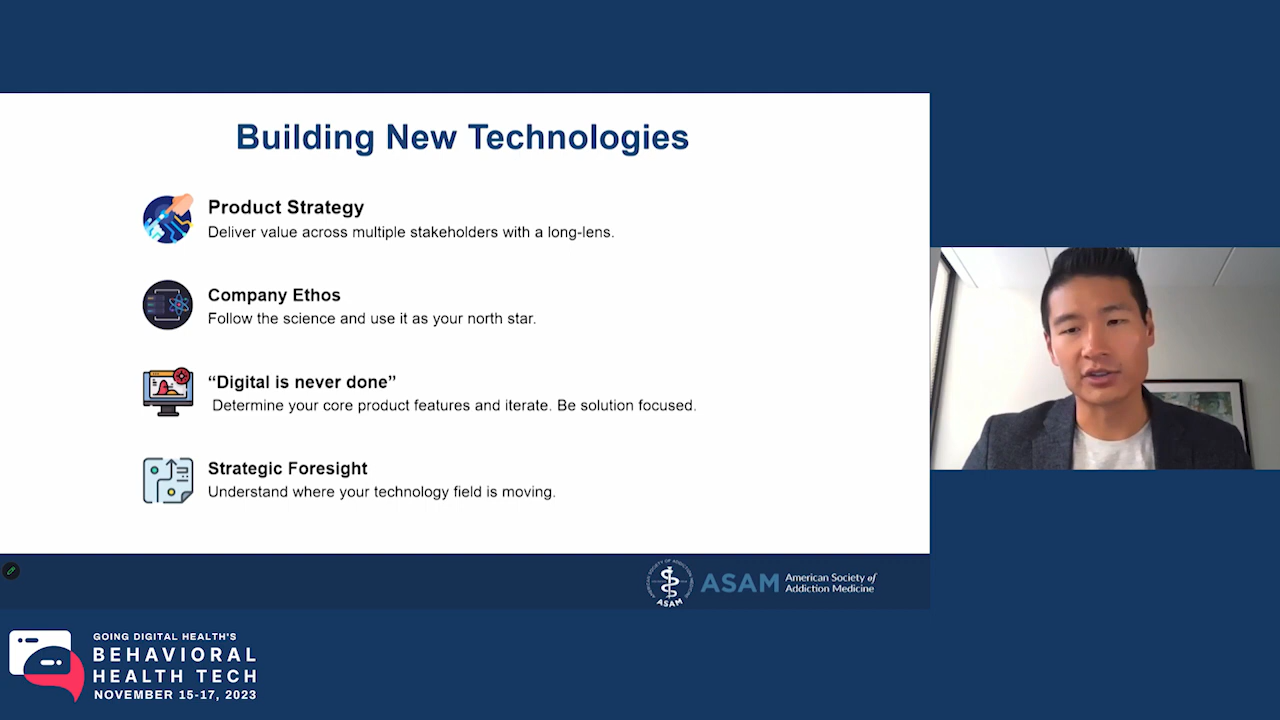 Building New Technologies
Product Strategy
Deliver value across multiple stakeholders with a long-lens.
Company Ethos
Follow the science and use it as your north star.
“Digital is never done”
Determine your core product features and iterate. Be solution focused.
Strategic Foresight
Understand where your technology field is moving.
ASAM
ASAM
American Society of
Addiction Medicine
GOING DIGITAL HEALTH'S
BEHAVIORAL
HEALTH TECH
NOVEMBER 15-17, 2023